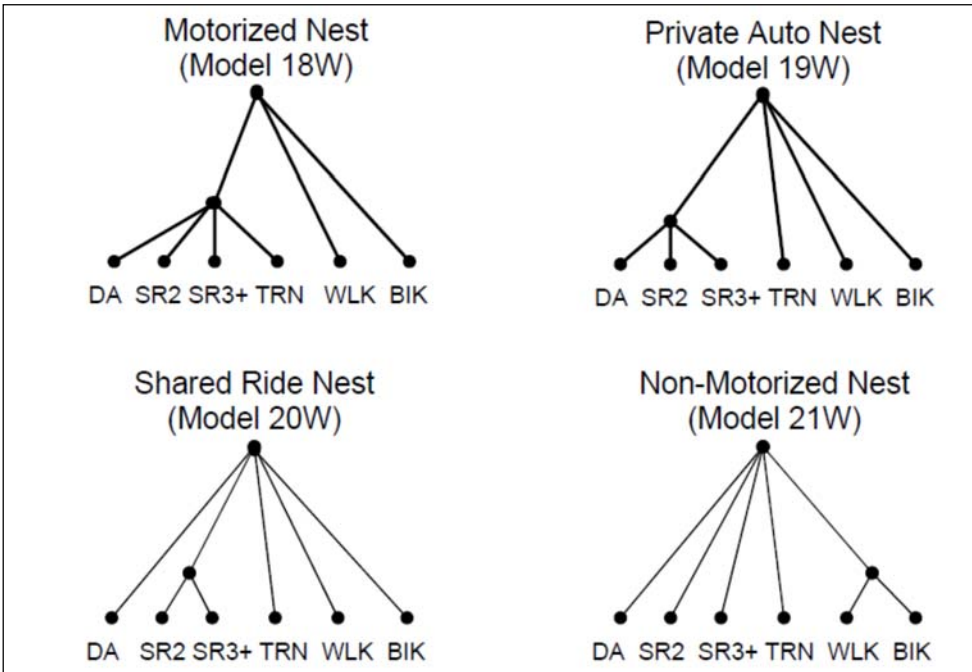 Motorized Nest
(Model 18W)
DA SR2 SR3+ TRN WLK BIK
Private Auto Nest
(Model 19W)
DA SR2 SR3+ TRN WLK BIK
Shared Ride Nest
(Model 20W)
DA SR2 SR3+ TRN WLK BIK
Non-Motorized Nest
(Model 21W)
DA SR2 SR3+ TRN WLK BIK